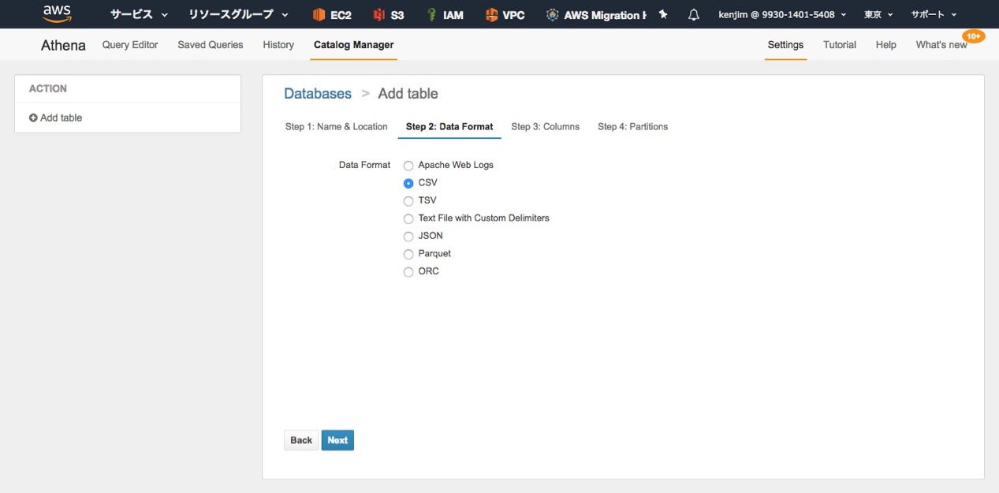 aws サービス リソースグループ EC2 S3 IAM VPC AWS Migration H kenjim @ 9930-1401-5408 東京 サポート
Athena Query Editor Saved Queries History Catalog Manager Settings Tutorial Help What's new 10+
ACTION
Add table
Databases > Add table
Step 1: Name & Location Step 2: Data Format Step 3: Columns Step 4: Partitions
Data Format Apache Web Logs
CSV
TSV
Text File with Custom Delimiters
JSON
Parquet
ORC
Back Next